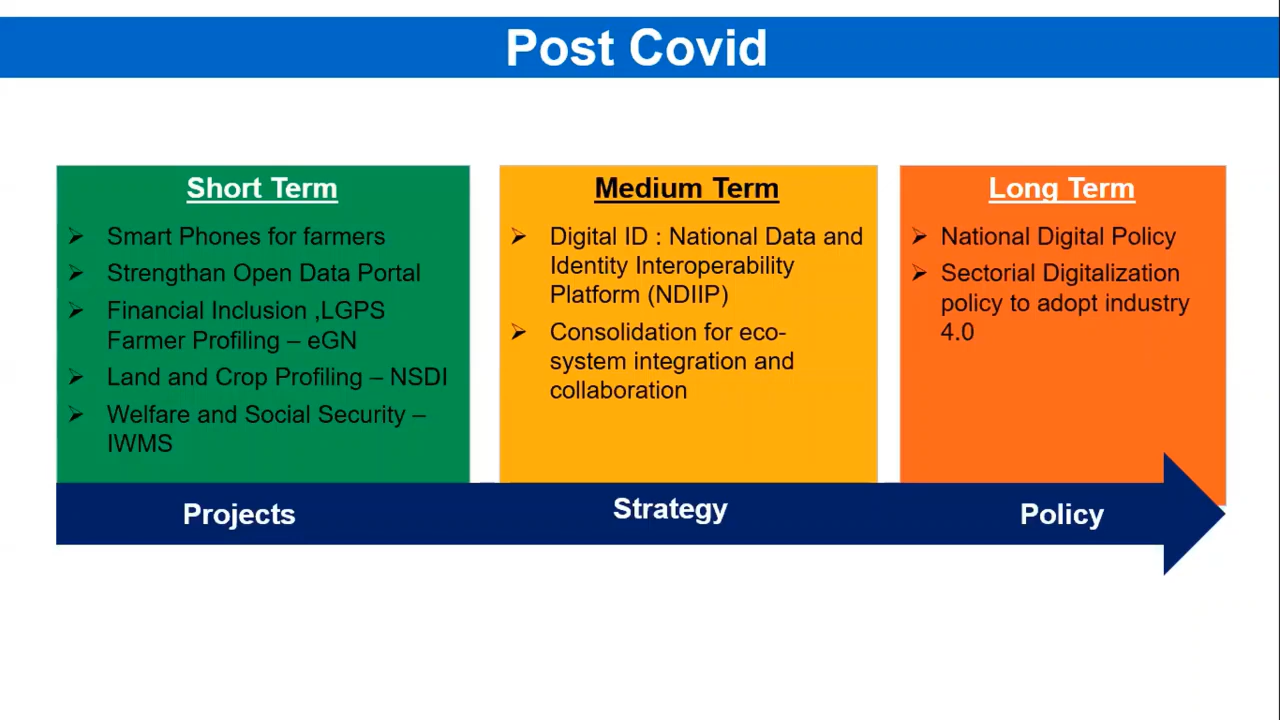 Post Covid
Short Term
Smart Phones for farmers
Strengthan Open Data Portal
Financial Inclusion ,LGPS
Farmer Profiling – eGN
Land and Crop Profiling – NSDI
Welfare and Social Security –
IWMS
Medium Term
Digital ID : National Data and
Identity Interoperability
Platform (NDIIP)
Consolidation for eco-
system integration and
collaboration
Long Term
National Digital Policy
Sectorial Digitalization
policy to adopt industry
4.0
Projects
Strategy
Policy